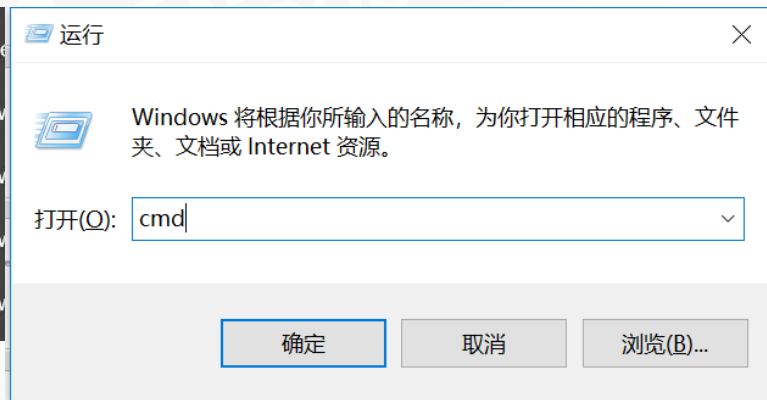 运行
Windows 将根据你所输入的名称，为你打开相应的程序、文件
夹、文档或 Internet 资源。
打开(O): cmd
确定 取消 浏览(B)...